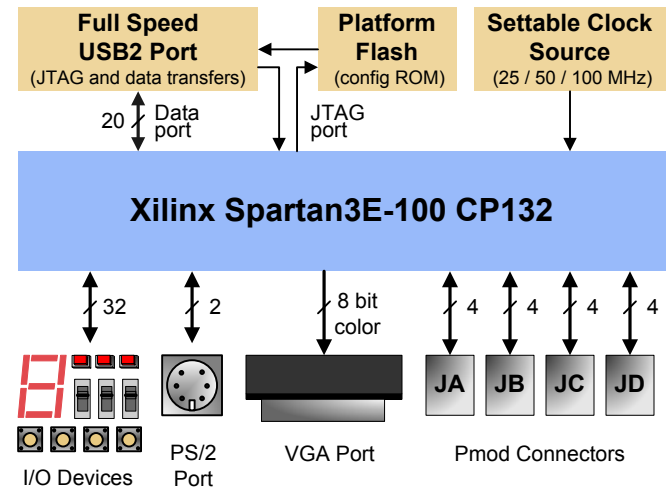 Full Speed
USB2 Port
(JTAG and data transfers)
Platform
Flash
(config ROM)
Settable Clock
Source
(25 / 50 / 100 MHz)
20
Data
port
JTAG
port
Xilinx Spartan3E-100 CP132
32
2
8 bit
color
4
4
4
4
JA
JB
JC
JD
I/O Devices
PS/2
Port
VGA Port
Pmod Connectors